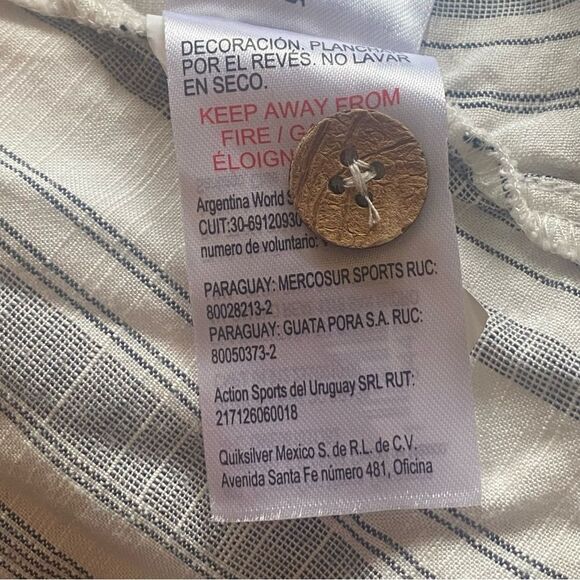 DECORACIÓN. PLANCHAR
POR EL REVÉS. NO LAVAR
EN SECO.
KEEP AWAY FROM
FIRE /
ÉLOIGN
Argentina World
CUIT:30-69120930
numero de voluntario:
PARAGUAY: MERCOSUR SPORTS RUC:
80028213-2
PARAGUAY: GUATA PORA S.A. RUC:
80050373-2
Action Sports del Uruguay SRL RUT:
217126060018
Quiksilver Mexico S. de R.L. de C.V.
Avenida Santa Fe número 481, Oficina